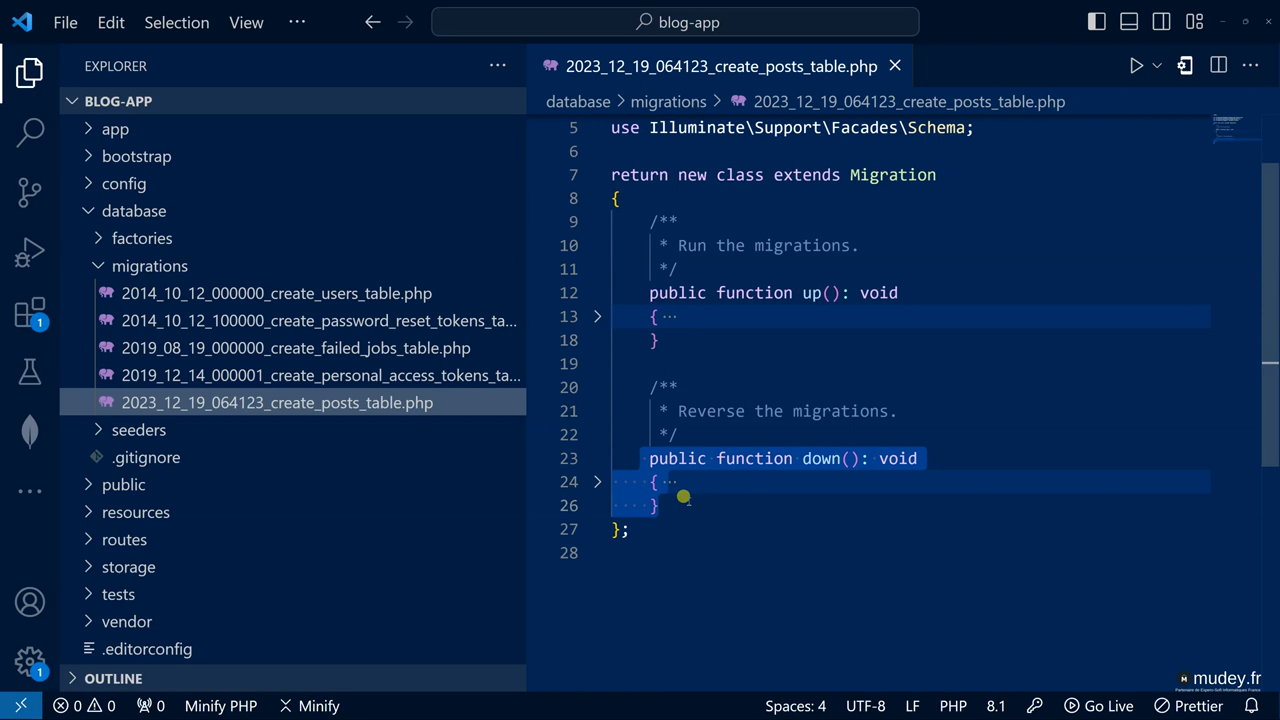 File Edit Selection View ···
blog-app
EXPLORER ···
BLOG-APP
app
bootstrap
config
database
factories
migrations
2014_10_12_000000_create_users_table.php
2014_10_12_100000_create_password_reset_tokens_ta...
2019_08_19_000000_create_failed_jobs_table.php
2019_12_14_000001_create_personal_access_tokens_ta...
2023_12_19_064123_create_posts_table.php
seeders
.gitignore
public
resources
routes
storage
tests
vendor
.editorconfig
OUTLINE
1
1
2023_12_19_064123_create_posts_table.php
database > migrations > 2023_12_19_064123_create_posts_table.php
5 use Illuminate\Support\Facades\Schema;
6
7 return new class extends Migration
8 {
9 /**
10 * Run the migrations.
11 */
12 public function up(): void
13 { ···
18 }
19
20 /**
21 * Reverse the migrations.
22 */
23 public function down(): void
24 { ···
26 }
27 };
28
mudey.fr
0 0 0 Minify PHP Minify Spaces: 4 UTF-8 LF PHP 8.1 Go Live Prettier